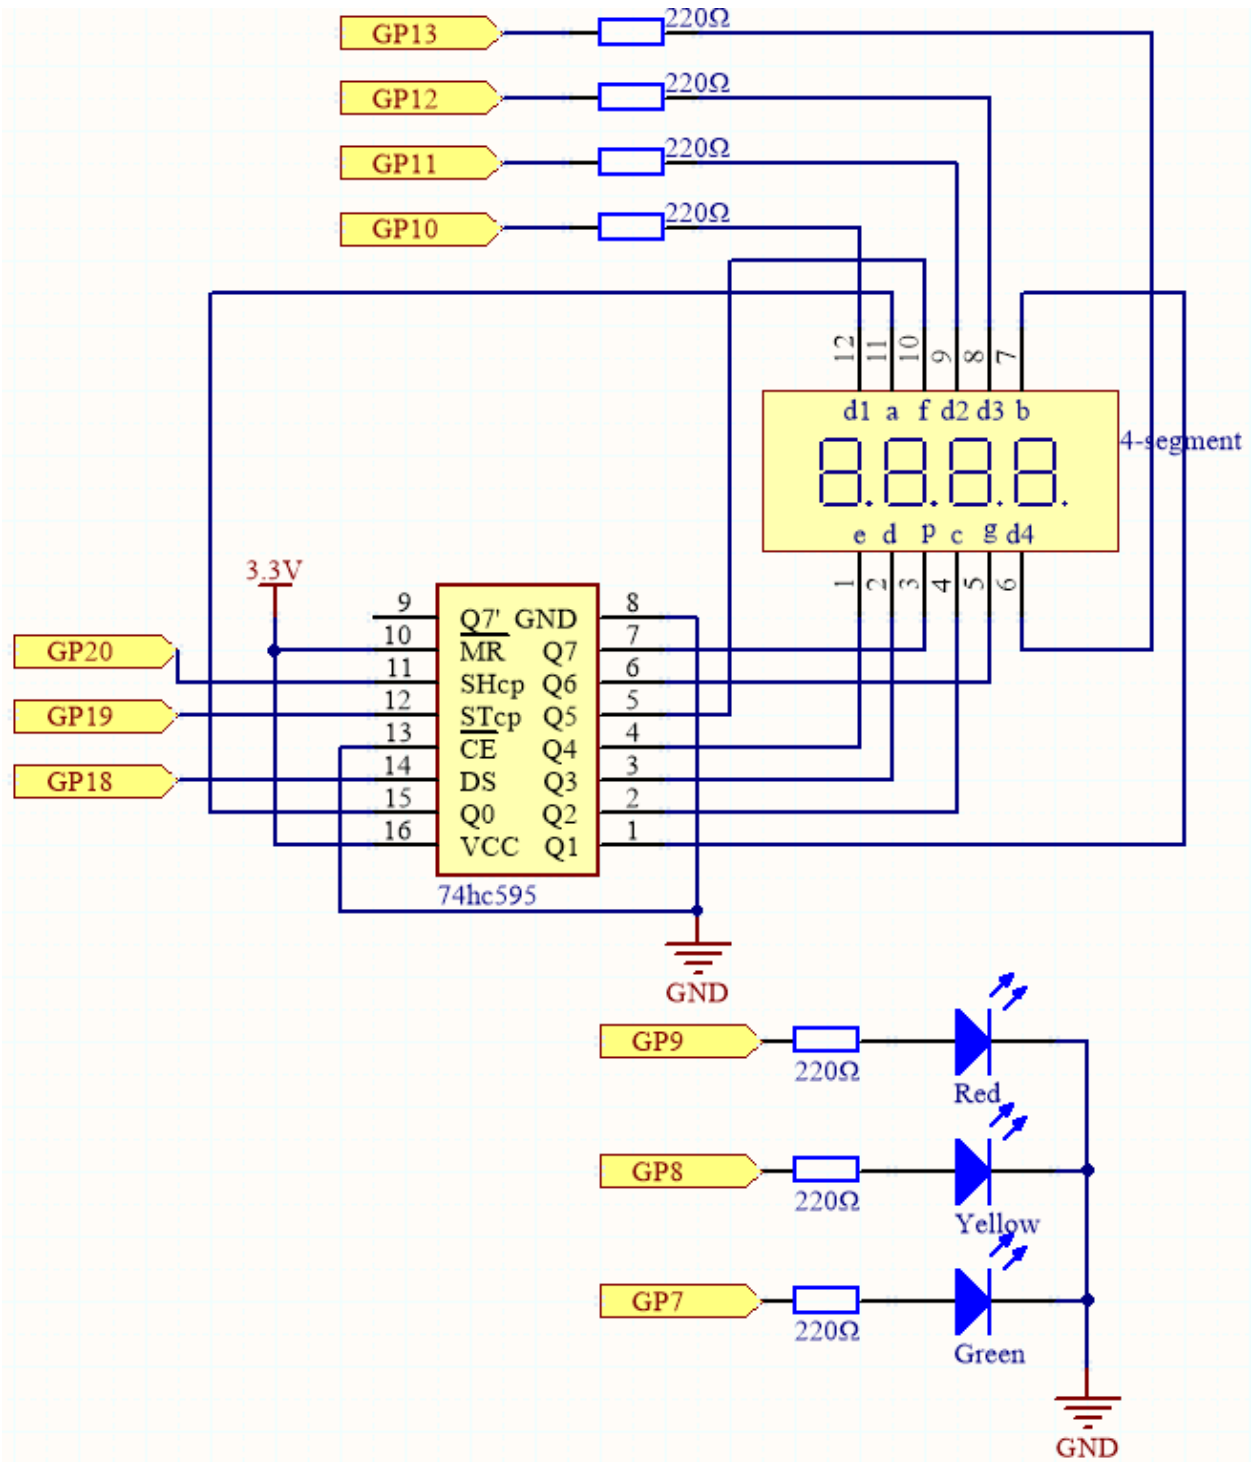 GP13 220Ω
GP12 220Ω
GP11 220Ω
GP10 220Ω
12 11 10 9 8 7
d1 a f d2 d3 b
4-segment
e d p c g d4
1 2 3 4 5 6
3.3V
9 Q7' GND 8
GP20 10 MR Q7 7
11 SHcp Q6 6
GP19 12 STcp Q5 5
13 CE Q4 4
GP18 14 DS Q3 3
15 Q0 Q2 2
16 VCC Q1 1
74hc595
GND
GP9 220Ω
Red
GP8 220Ω
Yellow
GP7 220Ω
Green
GND